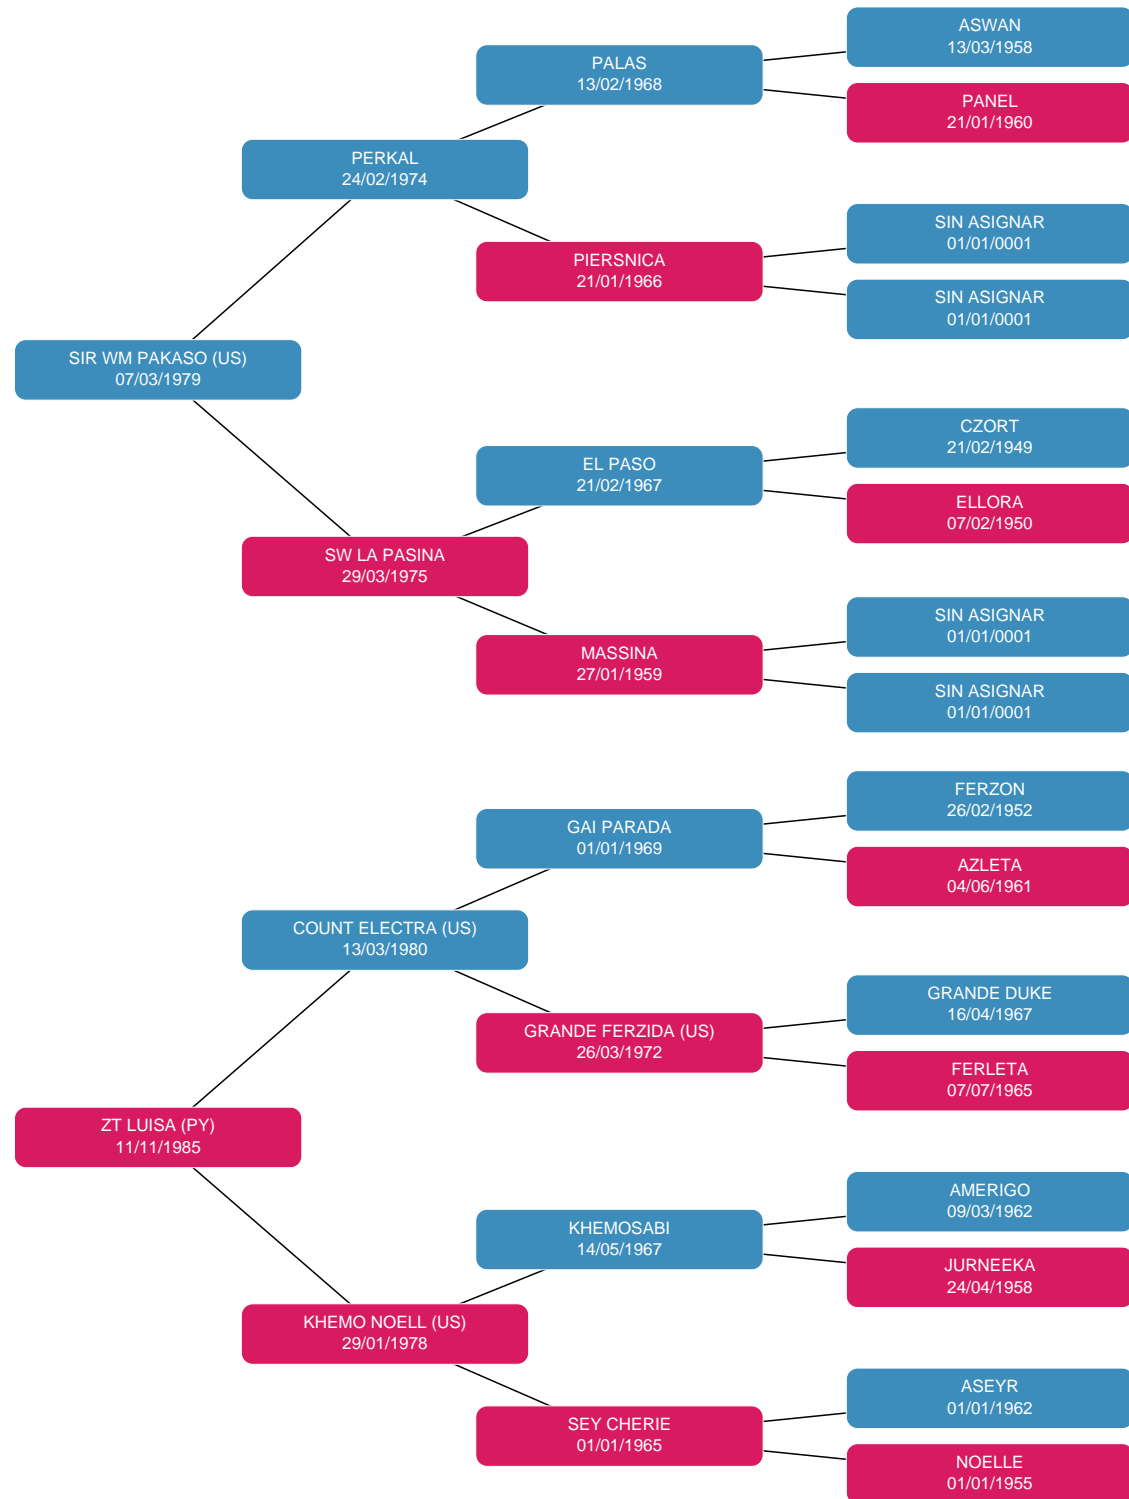 ASWAN
13/03/1958
PALAS
13/02/1968
PANEL
21/01/1960
PERKAL
24/02/1974
SIN ASIGNAR
01/01/0001
PIERSNICA
21/01/1966
SIN ASIGNAR
01/01/0001
SIR WM PAKASO (US)
07/03/1979
CZORT
21/02/1949
EL PASO
21/02/1967
ELLORA
07/02/1950
SW LA PASINA
29/03/1975
SIN ASIGNAR
01/01/0001
MASSINA
27/01/1959
SIN ASIGNAR
01/01/0001
FERZON
26/02/1952
GAI PARADA
01/01/1969
AZLETA
04/06/1961
COUNT ELECTRA (US)
13/03/1980
GRANDE DUKE
16/04/1967
GRANDE FERZIDA (US)
26/03/1972
FERLETA
07/07/1965
ZT LUISA (PY)
11/11/1985
AMERIGO
09/03/1962
KHEMOSABI
14/05/1967
JURNEEKA
24/04/1958
KHEMO NOELL (US)
29/01/1978
ASEYR
01/01/1962
SEY CHERIE
01/01/1965
NOELLE
01/01/1955